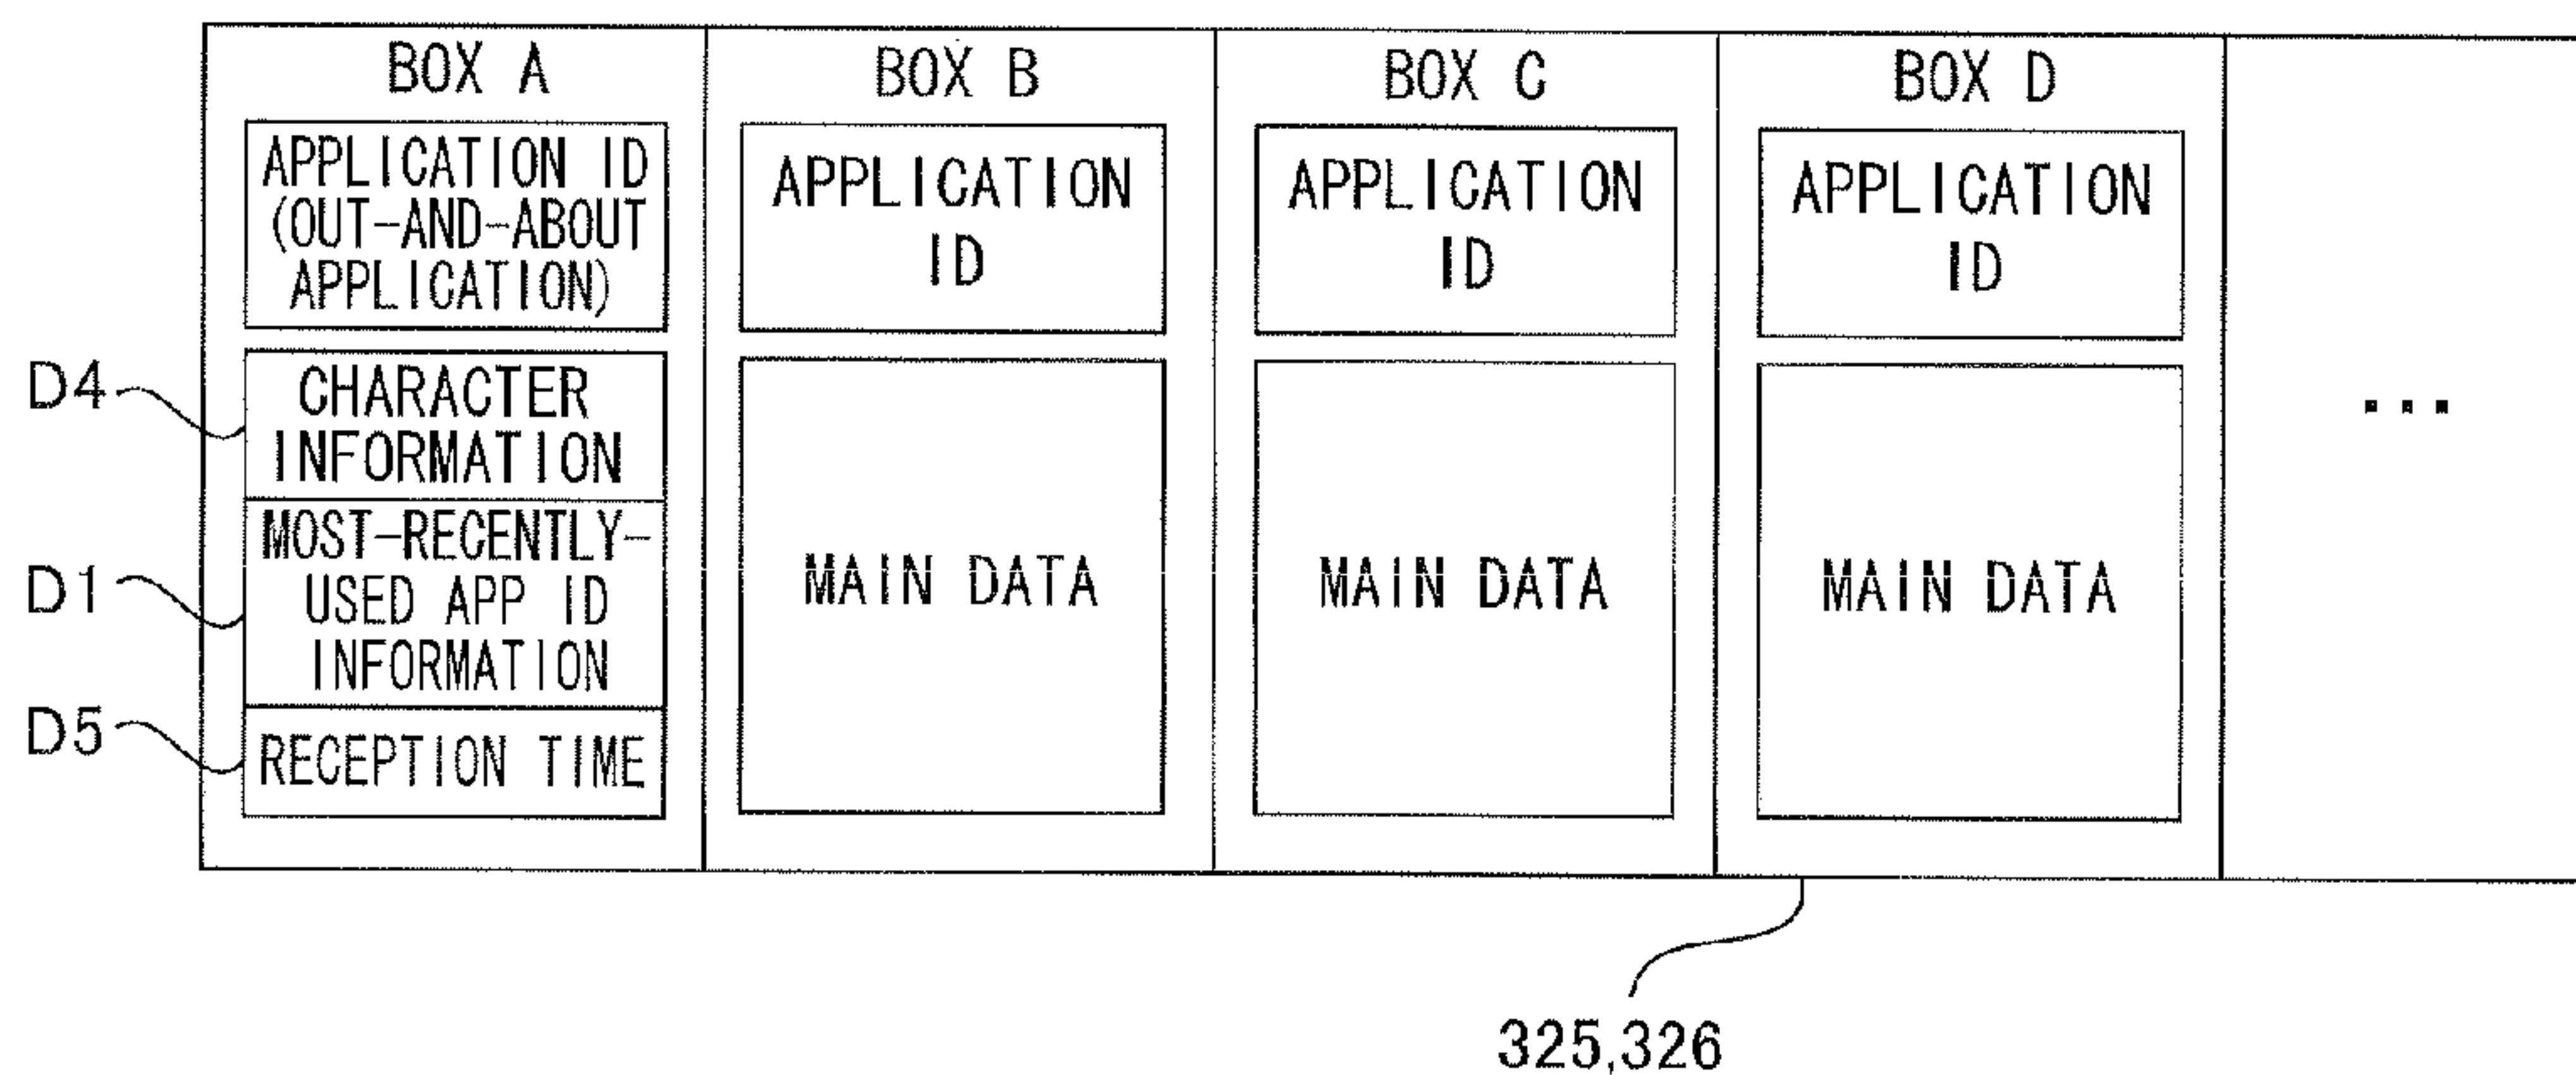 BOX A
APPLICATION ID
(OUT-AND-ABOUT
APPLICATION)
D4
CHARACTER
INFORMATION
D1
MOST-RECENTLY-
USED APP ID
INFORMATION
D5
RECEPTION TIME
BOX B
APPLICATION
ID
MAIN DATA
BOX C
APPLICATION
ID
MAIN DATA
BOX D
APPLICATION
ID
MAIN DATA
...
325,326